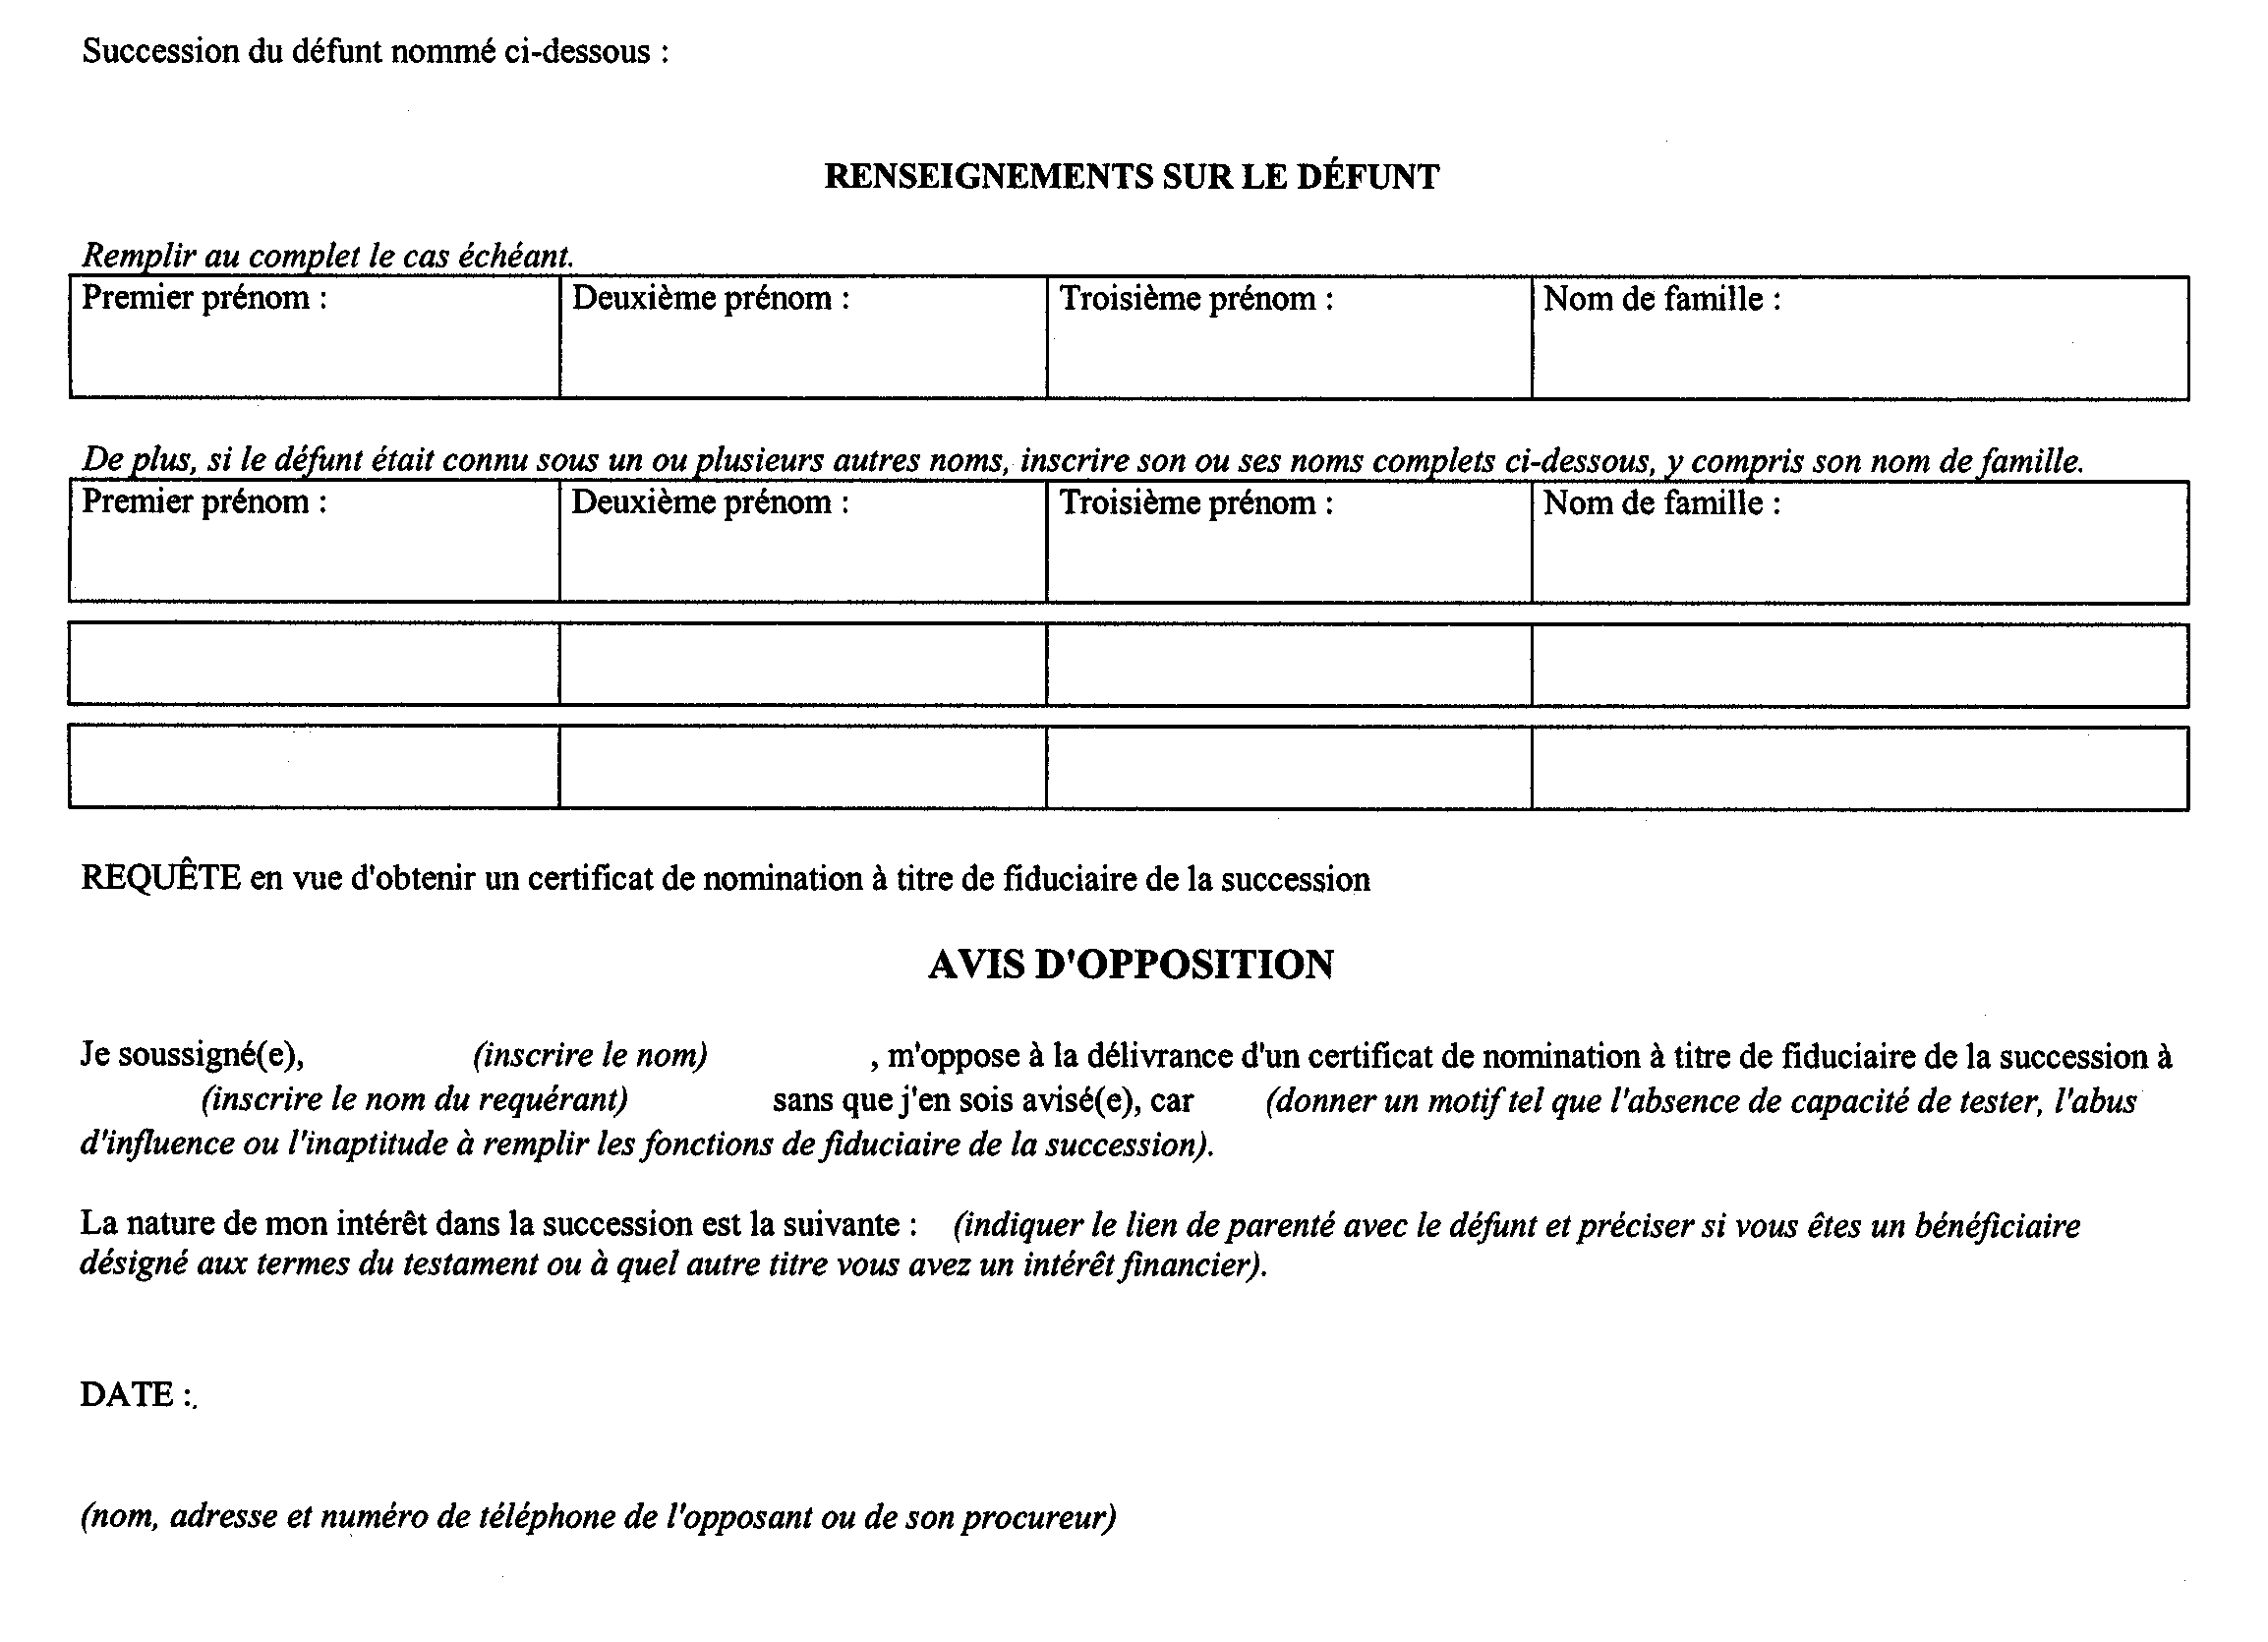 Succession du défunt nommé ci-dessous :
RENSEIGNEMENTS SUR LE DÉFUNT
Remplir au complet le cas échéant.
Premier prénom : Deuxième prénom : Troisième prénom : Nom de famille :
De plus, si le défunt était connu sous un ou plusieurs autres noms, inscrire son ou ses noms complets ci-dessous, y compris son nom de famille.
Premier prénom : Deuxième prénom : Troisième prénom : Nom de famille :
REQUÊTE en vue d'obtenir un certificat de nomination à titre de fiduciaire de la succession
AVIS D'OPPOSITION
Je soussigné(e), (inscrire le nom) , m'oppose à la délivrance d'un certificat de nomination à titre de fiduciaire de la succession à
(inscrire le nom du requérant) sans que j'en sois avisé(e), car (donner un motif tel que l'absence de capacité de tester, l'abus
d'influence ou l'inaptitude à remplir les fonctions de fiduciaire de la succession).
La nature de mon intérêt dans la succession est la suivante : (indiquer le lien de parenté avec le défunt et préciser si vous êtes un bénéficiaire
désigné aux termes du testament ou à quel autre titre vous avez un intérêt financier).
DATE :
(nom, adresse et numéro de téléphone de l'opposant ou de son procureur)